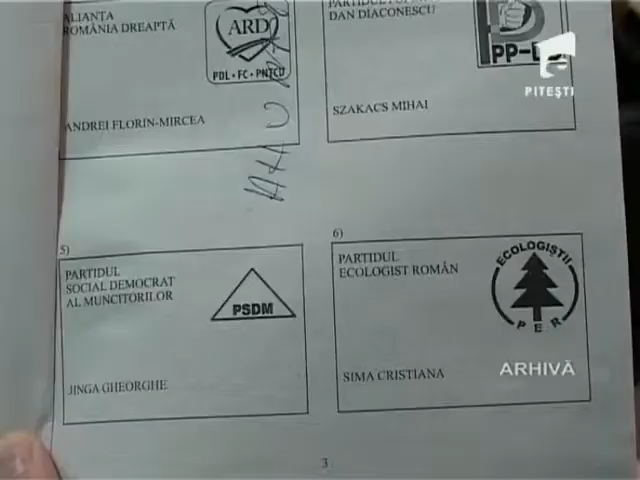 ALIANȚA
ROMÂNIA DREAPTĂ
ARD
PDL • FC • PNȚCD
ANDREI FLORIN-MIRCEA
DAN DIACONESCU
PP-DD
SZAKACS MIHAI
PITEȘTI
5)
PARTIDUL
SOCIAL DEMOCRAT
AL MUNCITORILOR
PSDM
JINGA GHEORGHE
6)
PARTIDUL
ECOLOGIST ROMÂN
ECOLOGIȘTII
P E R
SIMA CRISTIANA
ARHIVĂ
3